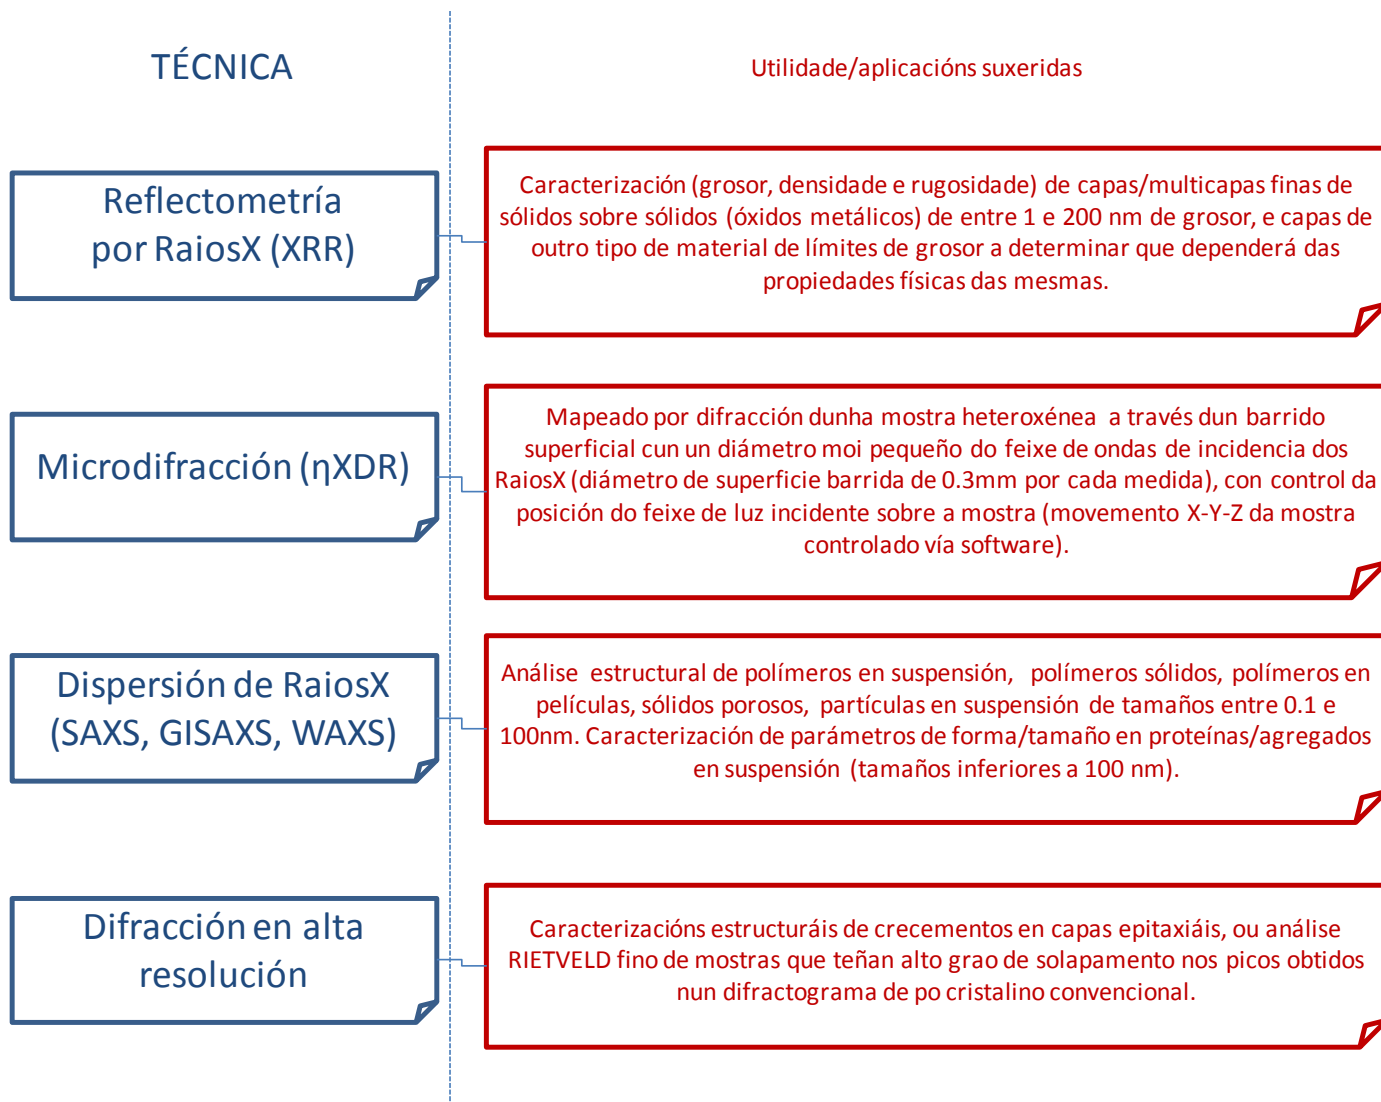 TÉCNICA
Utilidade/aplicacións suxeridas
Reflectometría
por RaiosX (XRR)
Caracterización (grosor, densidade e rugosidade) de capas/multicapas finas de
sólidos sobre sólidos (óxidos metálicos) de entre 1 e 200 nm de grosor, e capas de
outro tipo de material de límites de grosor a determinar que dependerá das
propiedades físicas das mesmas.
Microdifracción (ηXDR)
Mapeado por difracción dunha mostra heteroxénea a través dun barrido
superficial cun un diámetro moi pequeño do feixe de ondas de incidencia dos
RaiosX (diámetro de superficie barrida de 0.3mm por cada medida), con control da
posición do feixe de luz incidente sobre a mostra (movemento X-Y-Z da mostra
controlado vía software).
Dispersión de RaiosX
(SAXS, GISAXS, WAXS)
Análise estructural de polímeros en suspensión, polímeros sólidos, polímeros en
películas, sólidos porosos, partículas en suspensión de tamaños entre 0.1 e
100nm. Caracterización de parámetros de forma/tamaño en proteínas/agregados
en suspensión (tamaños inferiores a 100 nm).
Difracción en alta
resolución
Caracterizacións estructuráis de crecementos en capas epitaxiáis, ou análise
RIETVELD fino de mostras que teñan alto grao de solapamento nos picos obtidos
nun difractograma de po cristalino convencional.